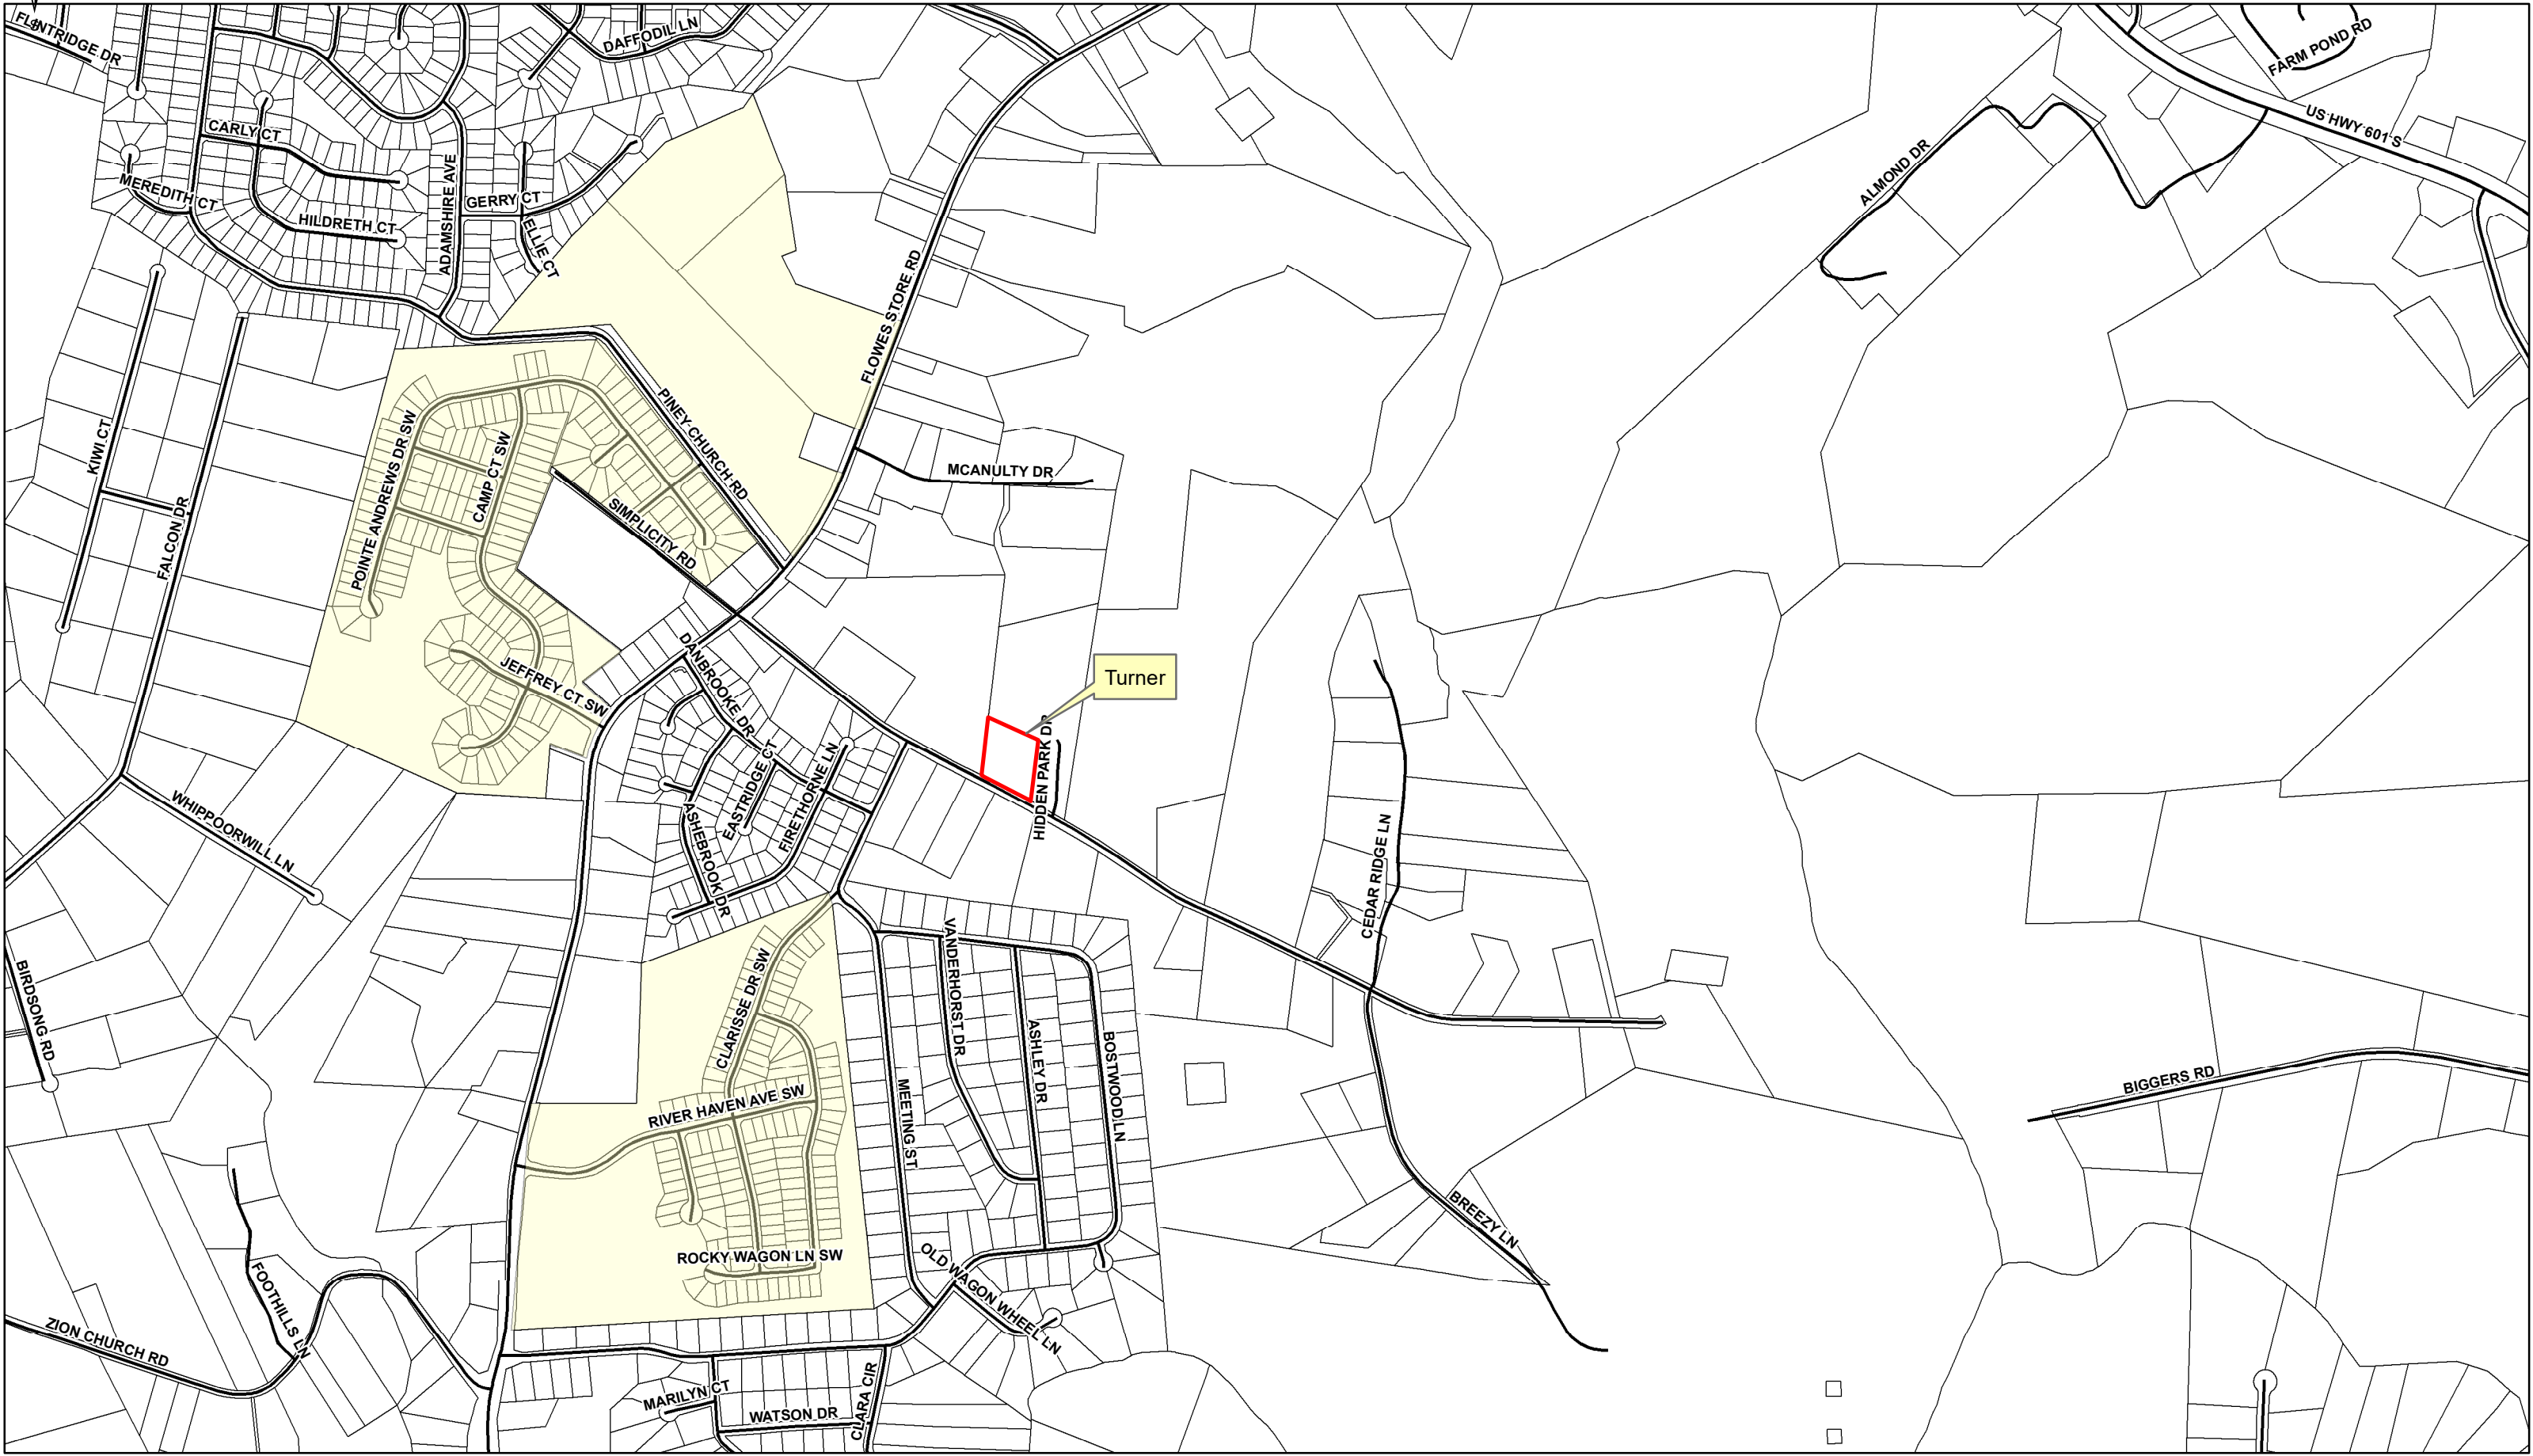 FLINTRIDGE DR
DAFFODIL LN
FARM POND RD
US HWY 601 S
CARLY CT
ALMOND DR
MEREDITH CT
ADAMSHIRE AVE
GERRY CT
HILDRETH CT
ELLIE CT
FLOWES STORE RD
PINEY CHURCH RD
KIWI CT
POINTE ANDREWS DR SW
CAMP CT SW
MCANULTY DR
FALCON DR
SIMPLICITY RD
DANBROOKE DR
JEFFREY CT SW
Turner
HIDDEN PARK DR
EASTRIDGE CT
FIRETHORNE LN
ASHEBROOK DR
WHIPPOORWILL LN
CEDAR RIDGE LN
BIRDSONG RD
CLARISSE DR SW
VANDERHORST DR
ASHLEY DR
BOSTWOOD LN
MEETING ST
RIVER HAVEN AVE SW
BIGGERS RD
BREEZY LN
ROCKY WAGON LN SW
OLD WAGON WHEEL LN
FOOTHILLS LN
ZION CHURCH RD
MARILYN CT
WATSON DR
CLARA CIR